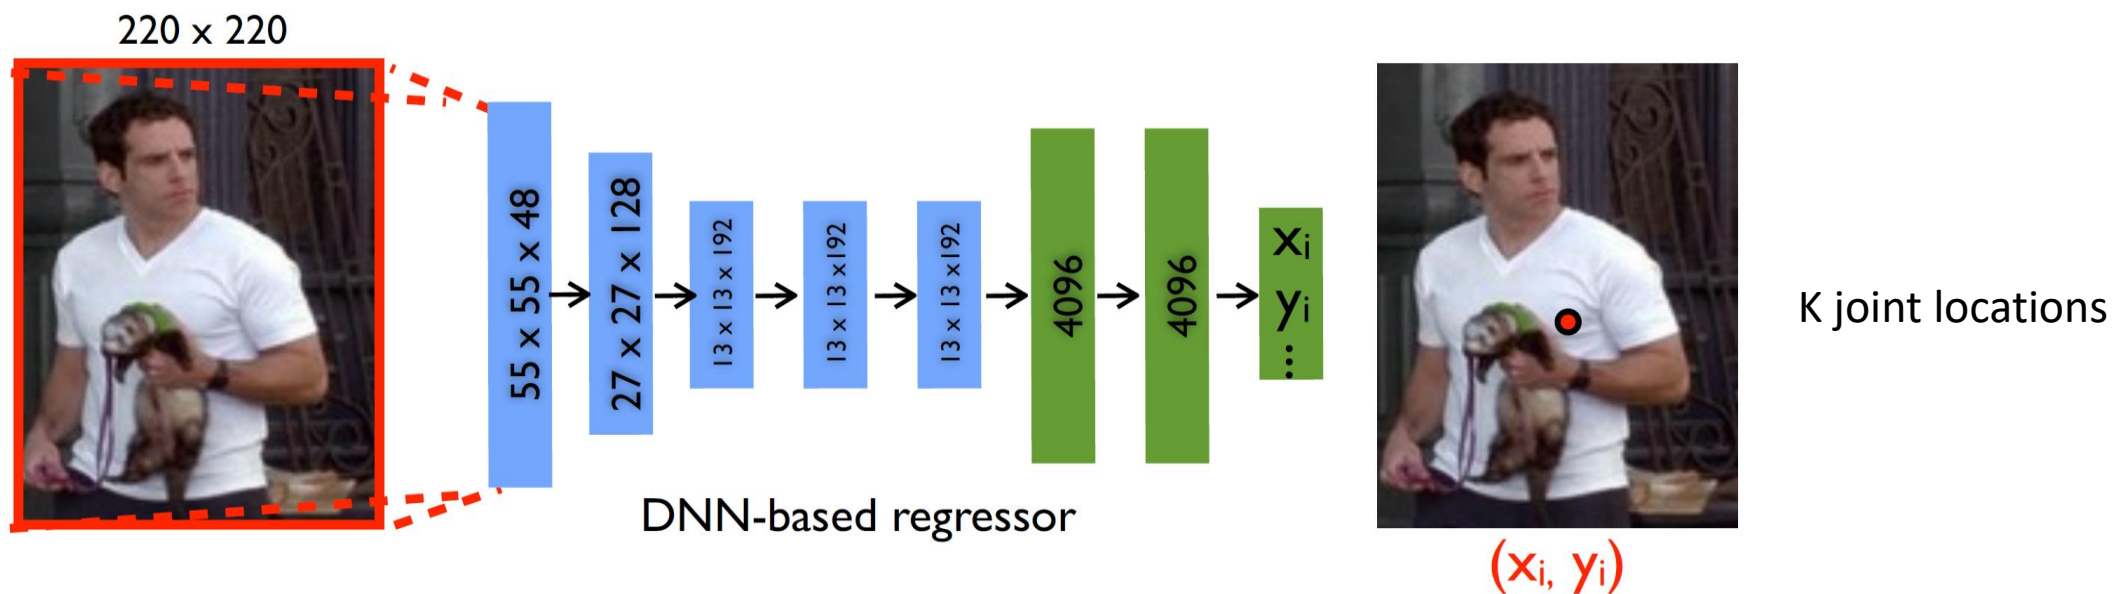 220 x 220
55 x 55 x 48
27 x 27 x 128
13 x 13 x 192
13 x 13 x192
13 x 13 x192
4096
4096
xi
yi
...
DNN-based regressor
(xi, yi)
K joint locations